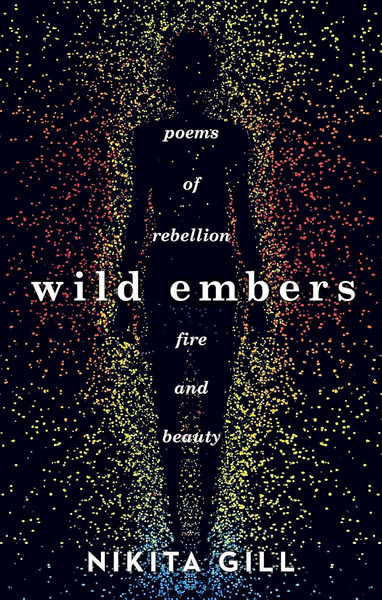 poems
of
rebellion
wild embers
fire
and
beauty
NIKITA GILL